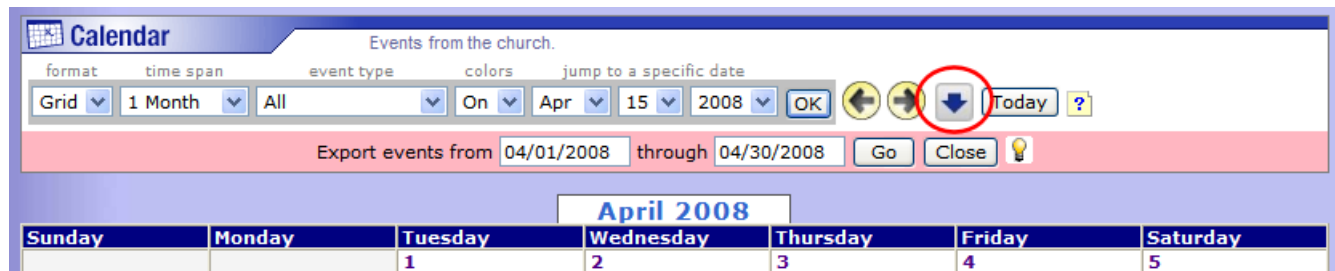 Calendar
Events from the church.
format time span event type colors jump to a specific date
Grid 1 Month All On Apr 15 2008 OK Today ?
Export events from 04/01/2008 through 04/30/2008 Go Close
April 2008
Sunday Monday Tuesday Wednesday Thursday Friday Saturday
1 2 3 4 5